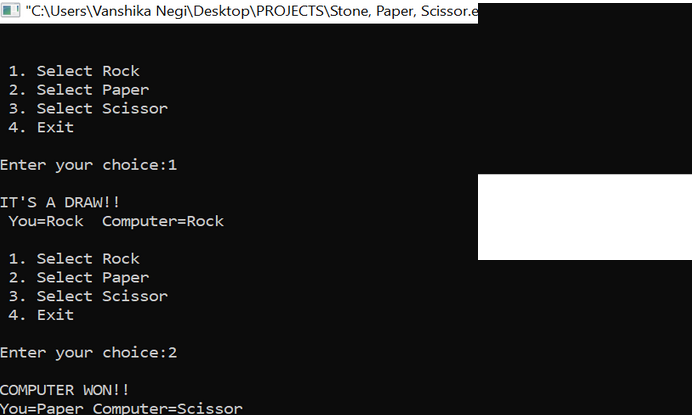 "C:\Users\Vanshika Negi\Desktop\PROJECTS\Stone, Paper, Scissor.e
1. Select Rock
2. Select Paper
3. Select Scissor
4. Exit
Enter your choice:1
IT'S A DRAW!!
You=Rock  Computer=Rock
1. Select Rock
2. Select Paper
3. Select Scissor
4. Exit
Enter your choice:2
COMPUTER WON!!
You=Paper Computer=Scissor